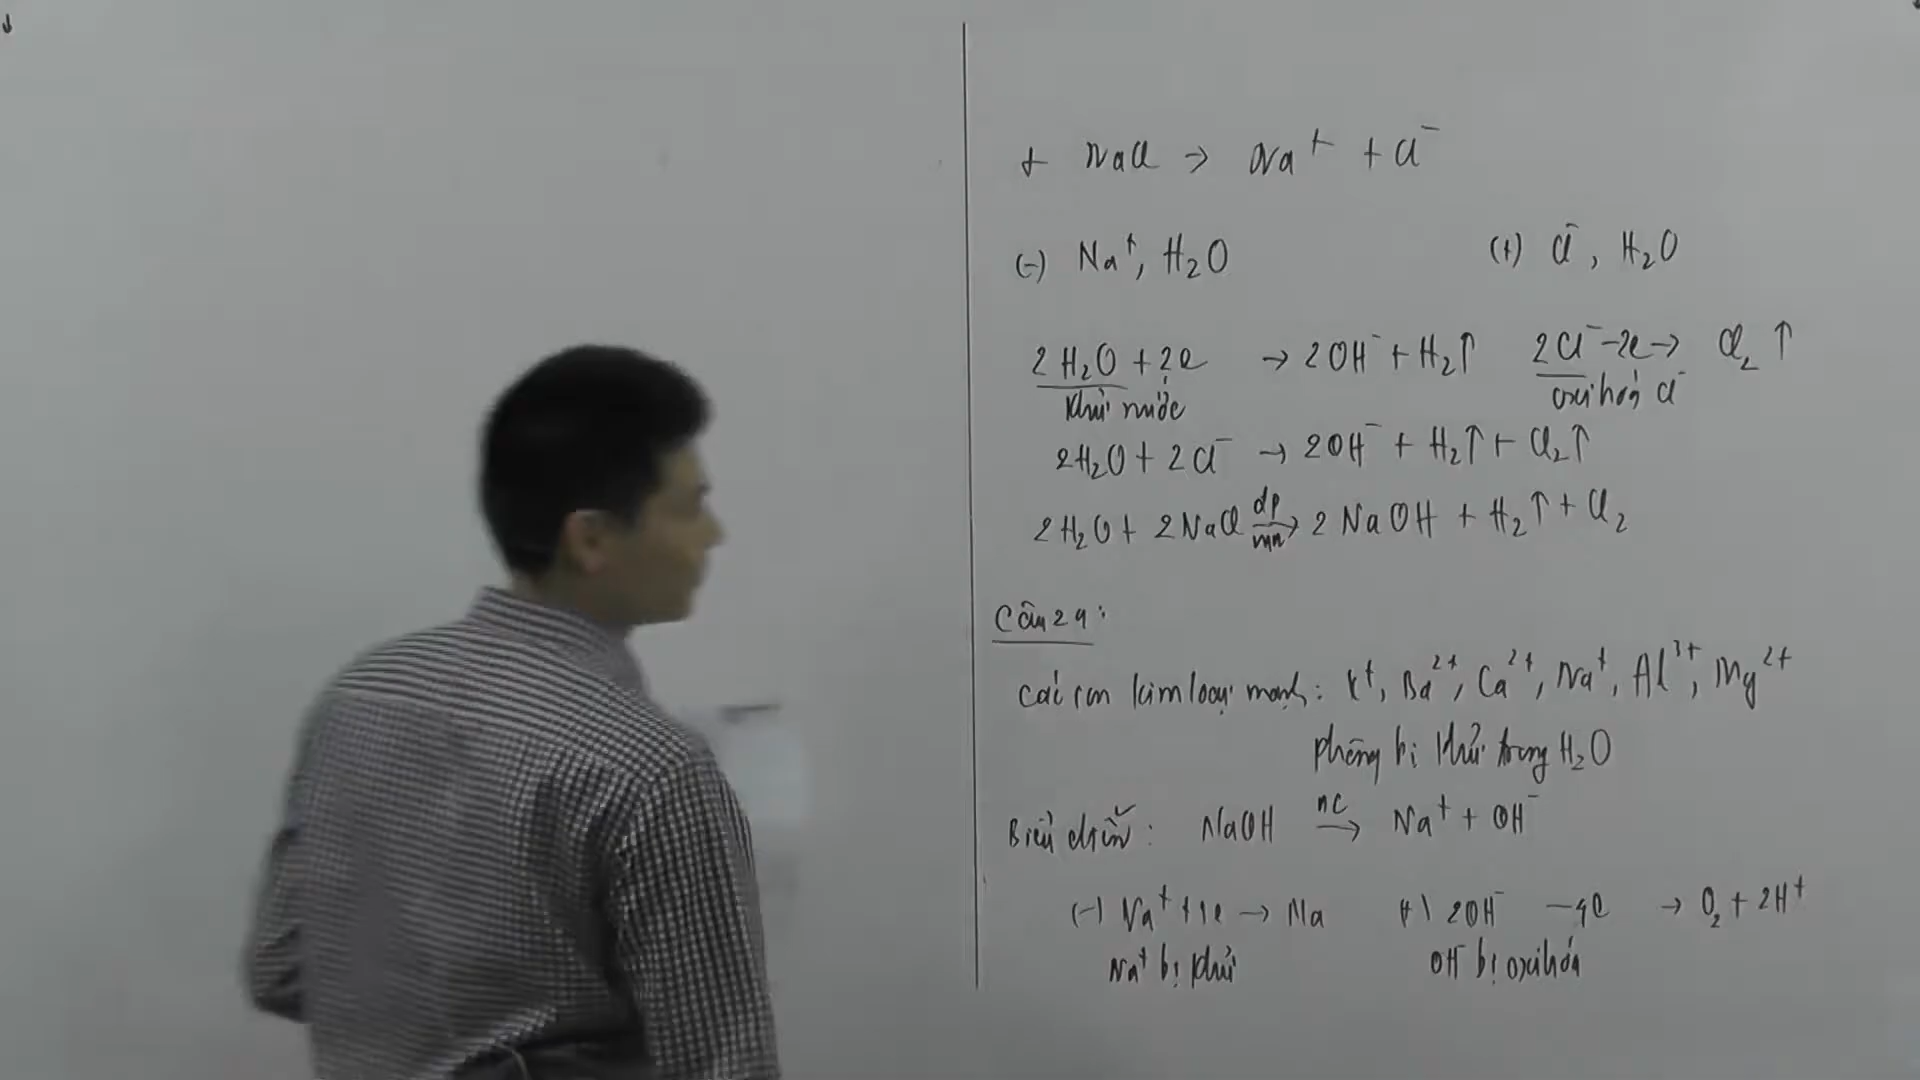 + NaCl → Na⁺ + Cl⁻
(-) Na⁺, H₂O (+) Cl⁻, H₂O
2H₂O + 2e → 2OH⁻ + H₂↑ 2Cl⁻ - 2e → Cl₂↑
khử nước oxi hoá Cl⁻
2H₂O + 2Cl⁻ → 2OH⁻ + H₂↑ + Cl₂↑
2H₂O + 2NaCl đp mn → 2NaOH + H₂↑ + Cl₂
Câu 29:
Các ion kim loại mạnh: K⁺, Ba²⁺, Ca²⁺, Na⁺, Al³⁺, Mg²⁺
không bị khử trong H₂O
Biểu diễn: NaOH nc → Na⁺ + OH⁻
(-) Na⁺ + 1e → Na (+) 2OH⁻ - 4e → O₂ + 2H⁺
Na⁺ bị khử OH⁻ bị oxi hoá